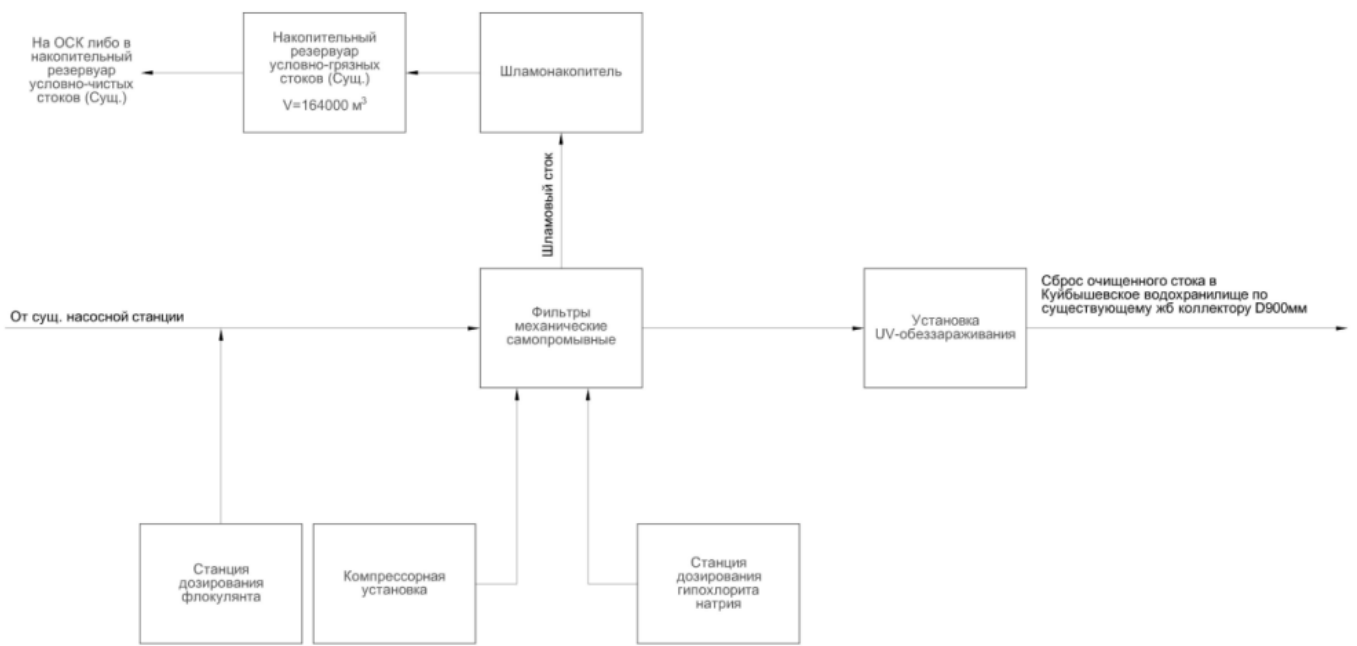 На ОСК либо в
накопительный
резервуар
условно-чистых
стоков (Сущ.)
Накопительный
резервуар
условно-грязных
стоков (Сущ.)
V=164000 м³
Шламонакопитель
Шламовый сток
От сущ. насосной станции
Фильтры
механические
самопромывные
Установка
UV-обеззараживания
Сброс очищенного стока в
Куйбышевское водохранилище по
существующему жб коллектору D900мм
Станция
дозирования
флокулянта
Компрессорная
установка
Станция
дозирования
гипохлорита
натрия